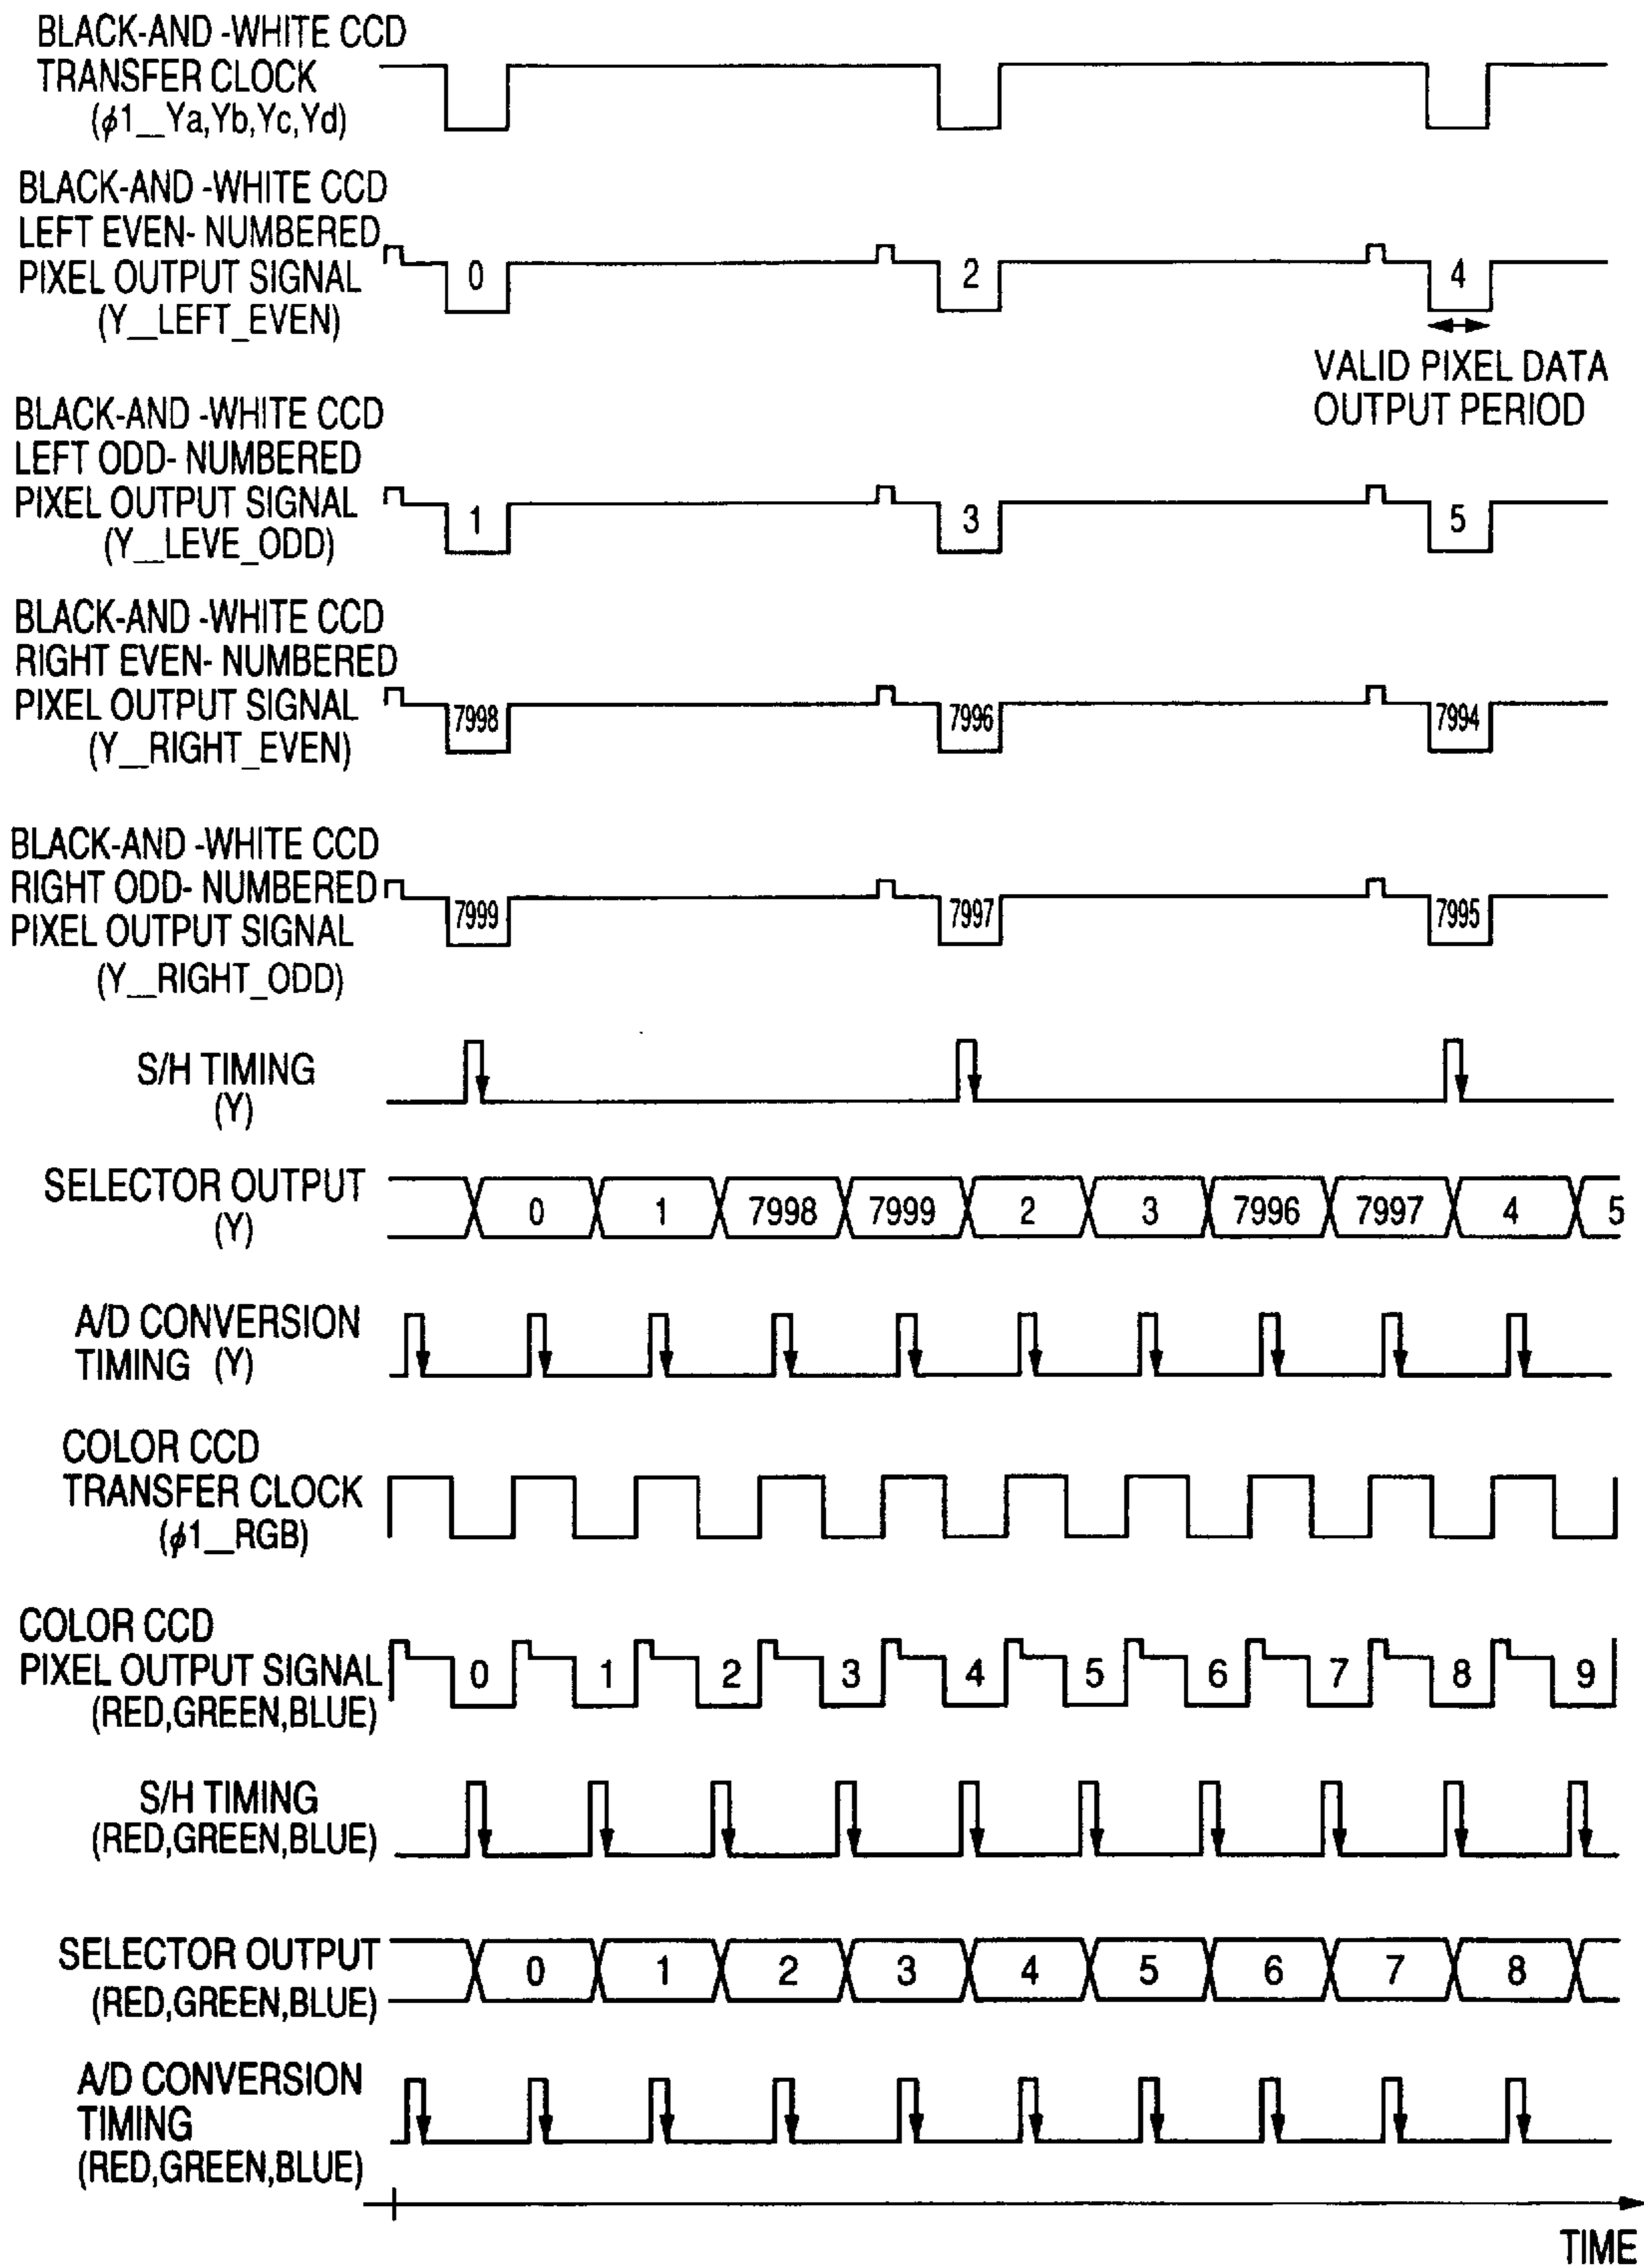 BLACK-AND -WHITE CCD
TRANSFER CLOCK
(ϕ1__Ya,Yb,Yc,Yd)
BLACK-AND -WHITE CCD
LEFT EVEN- NUMBERED
PIXEL OUTPUT SIGNAL
(Y__LEFT_EVEN)
0 2 4
VALID PIXEL DATA
OUTPUT PERIOD
BLACK-AND -WHITE CCD
LEFT ODD- NUMBERED
PIXEL OUTPUT SIGNAL
(Y__LEVE_ODD)
1 3 5
BLACK-AND -WHITE CCD
RIGHT EVEN- NUMBERED
PIXEL OUTPUT SIGNAL
(Y__RIGHT_EVEN)
7998 7996 7994
BLACK-AND -WHITE CCD
RIGHT ODD- NUMBERED
PIXEL OUTPUT SIGNAL
(Y__RIGHT_ODD)
7999 7997 7995
S/H TIMING
(Y)
SELECTOR OUTPUT
(Y)
0 1 7998 7999 2 3 7996 7997 4 5
A/D CONVERSION
TIMING (Y)
COLOR CCD
TRANSFER CLOCK
(ϕ1__RGB)
COLOR CCD
PIXEL OUTPUT SIGNAL
(RED,GREEN,BLUE)
0 1 2 3 4 5 6 7 8 9
S/H TIMING
(RED,GREEN,BLUE)
SELECTOR OUTPUT
(RED,GREEN,BLUE)
0 1 2 3 4 5 6 7 8
A/D CONVERSION
TIMING
(RED,GREEN,BLUE)
TIME